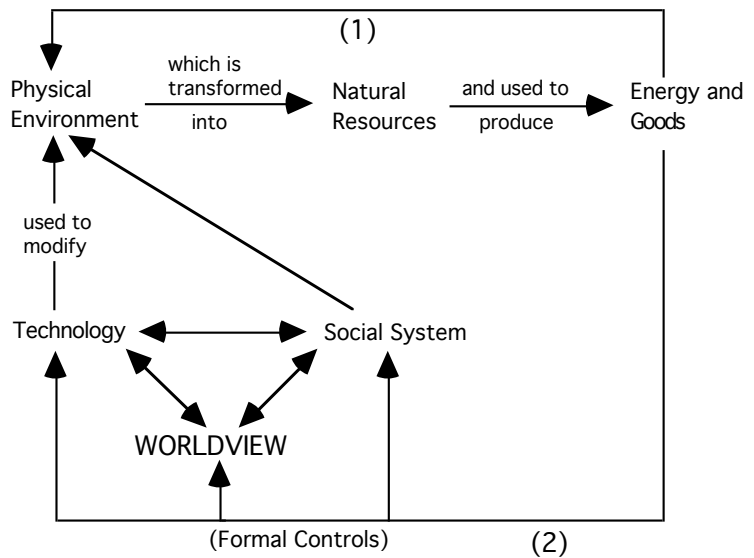 (1)
Physical
Environment
which is
transformed
into
Natural
Resources
and used to
produce
Energy and
Goods
used to
modify
Technology
Social System
WORLDVIEW
(Formal Controls)
(2)